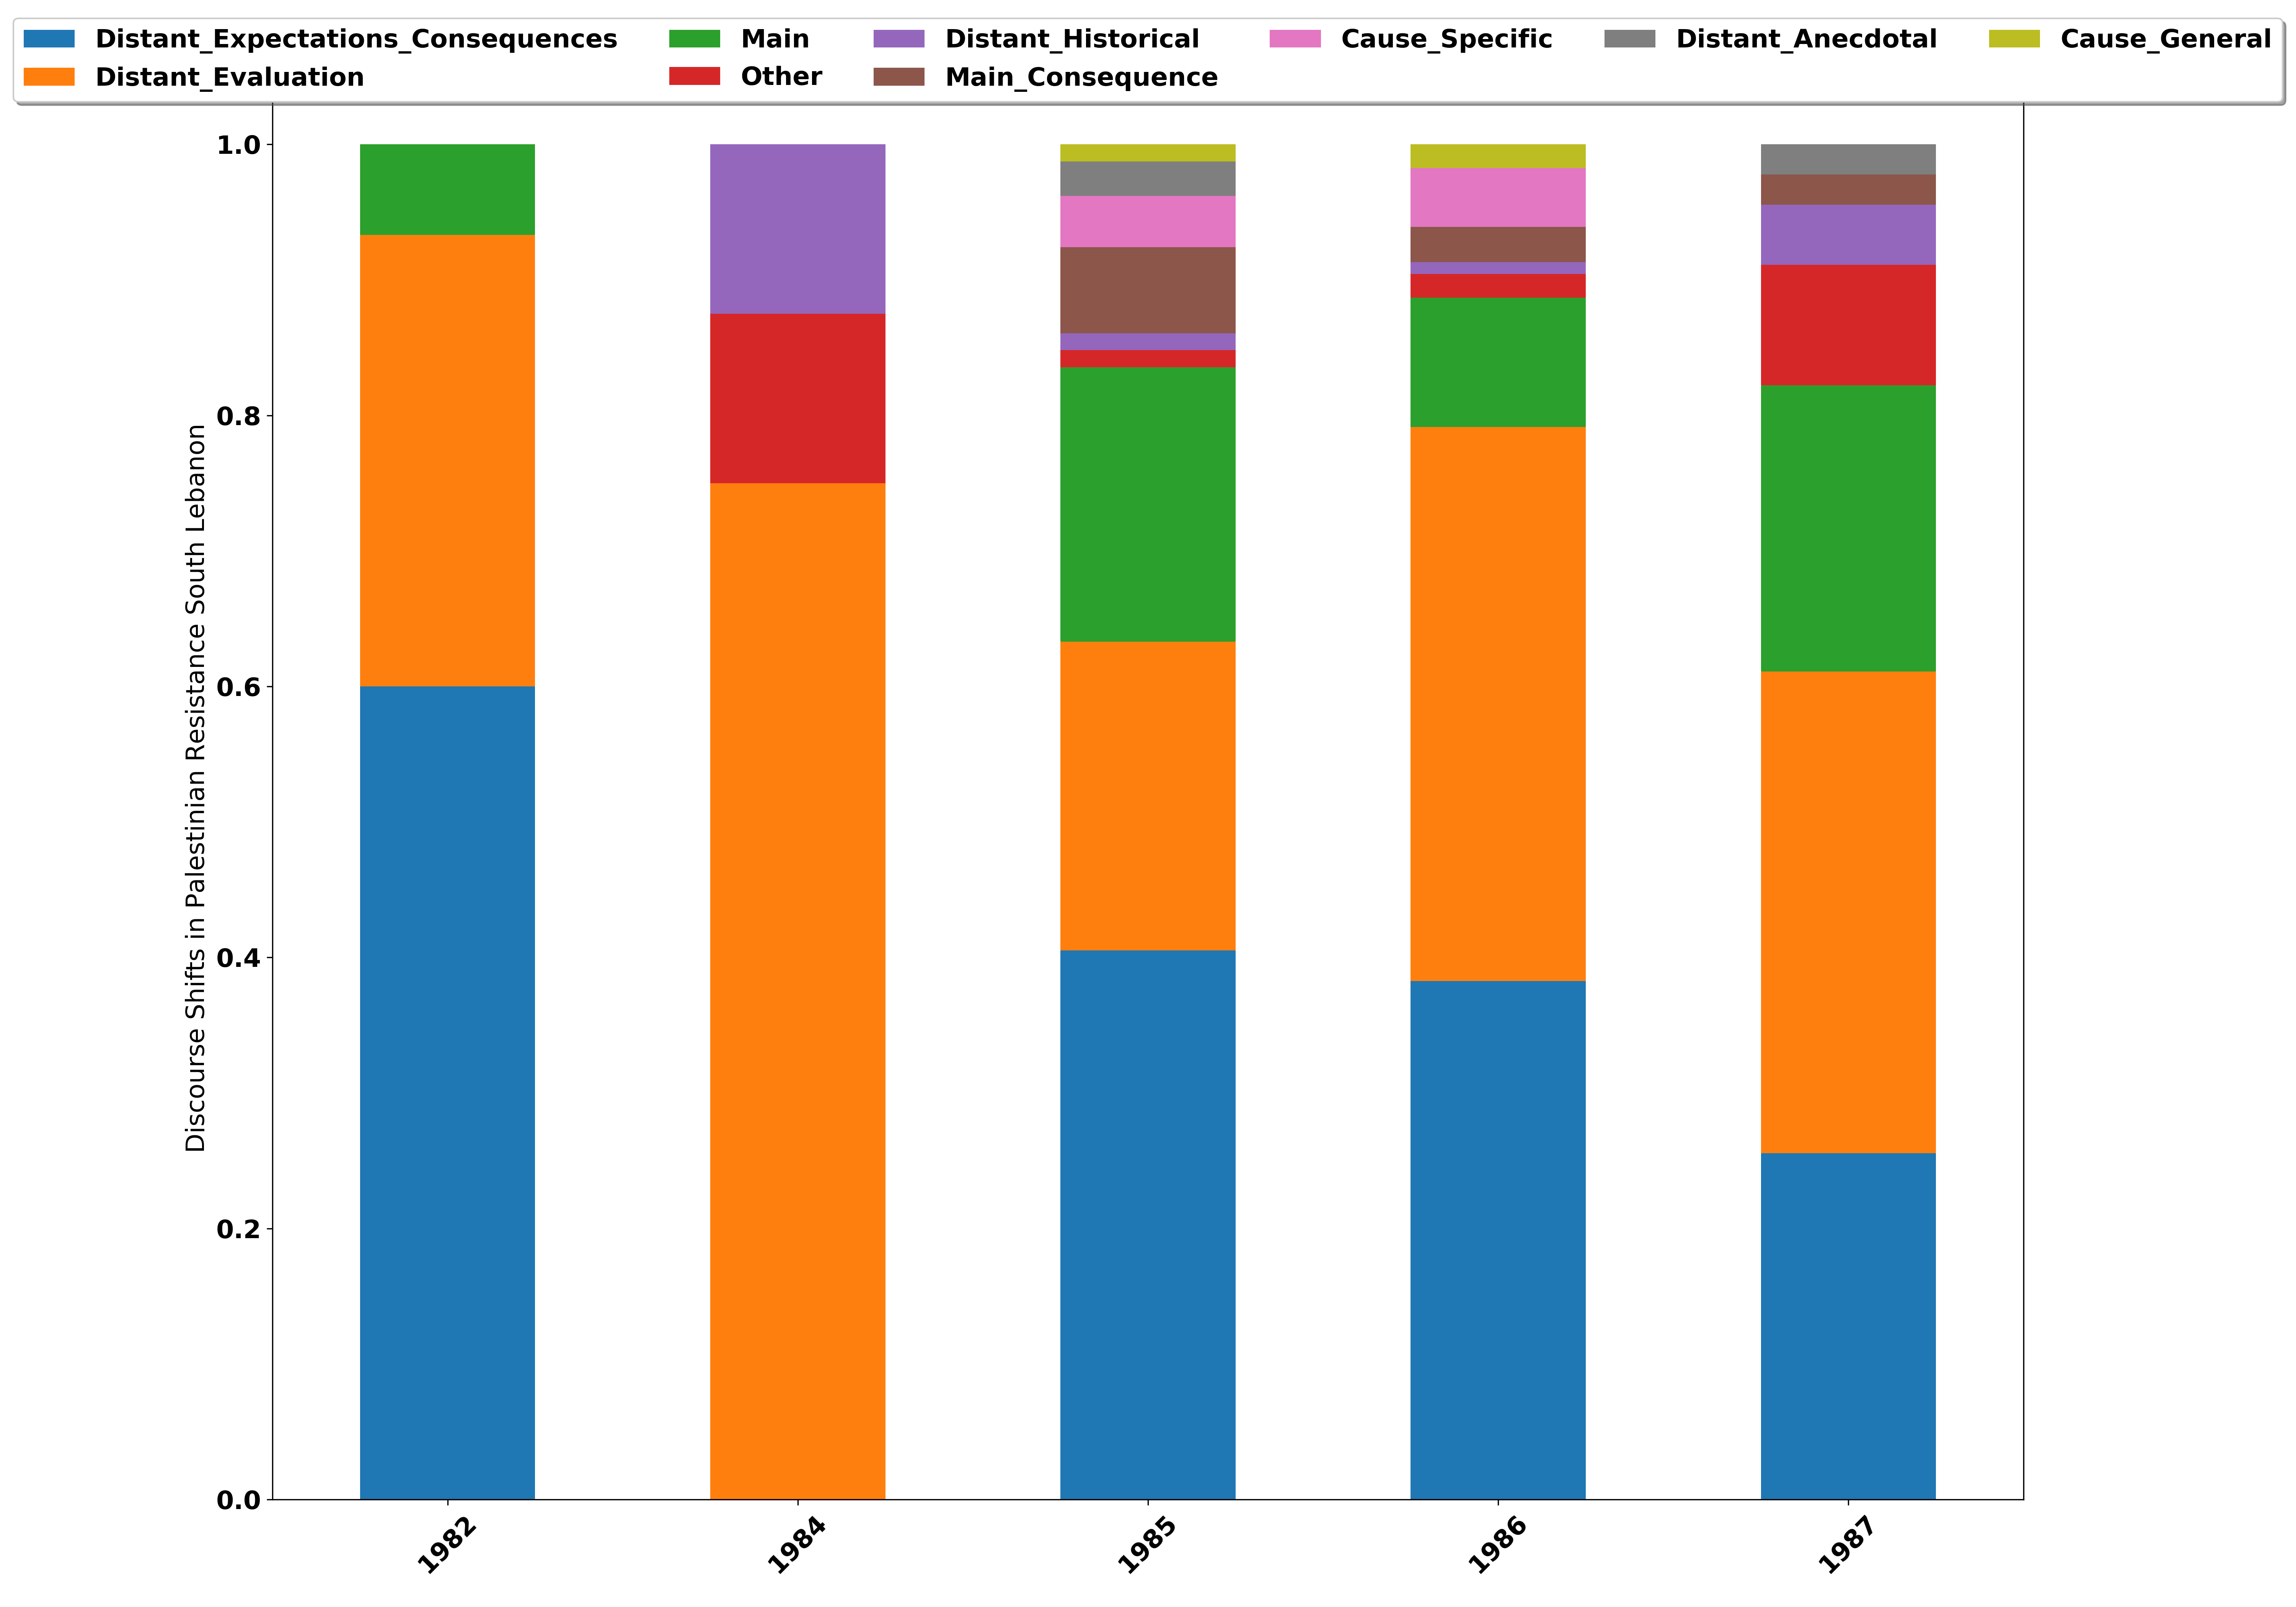 Distant_Expectations_Consequences
Distant_Evaluation
Main
Other
Distant_Historical
Main_Consequence
Cause_Specific
Distant_Anecdotal
Cause_General
Discourse Shifts in Palestinian Resistance South Lebanon
1.0
0.8
0.6
0.4
0.2
0.0
1982
1984
1985
1986
1987